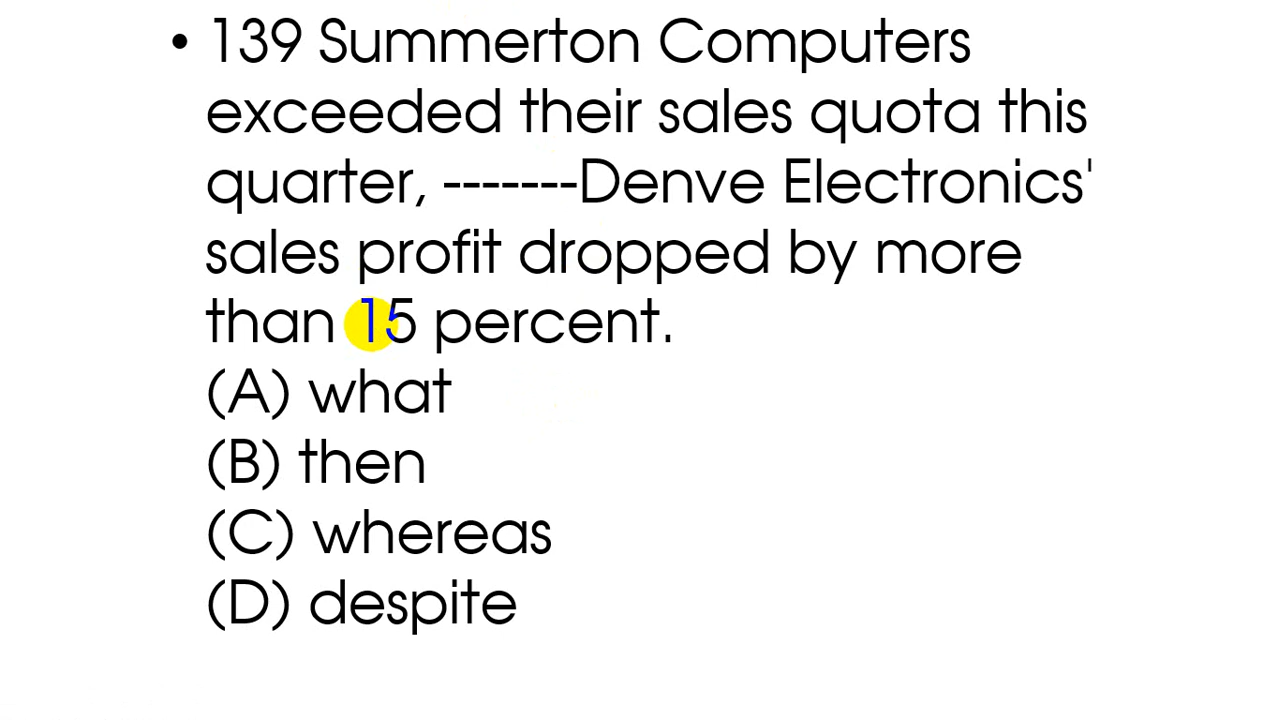 • 139 Summerton Computers
exceeded their sales quota this
quarter, -------Denve Electronics'
sales profit dropped by more
than 15 percent.
(A) what
(B) then
(C) whereas
(D) despite